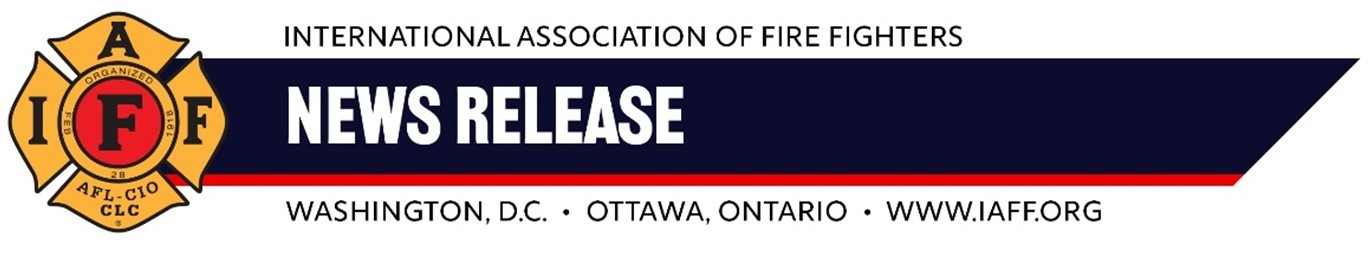 INTERNATIONAL ASSOCIATION OF FIRE FIGHTERS
NEWS RELEASE
WASHINGTON, D.C. • OTTAWA, ONTARIO • WWW.IAFF.ORG
A
ORGANIZED
I F F
FEB 1918
28
AFL-CIO
CLC
®